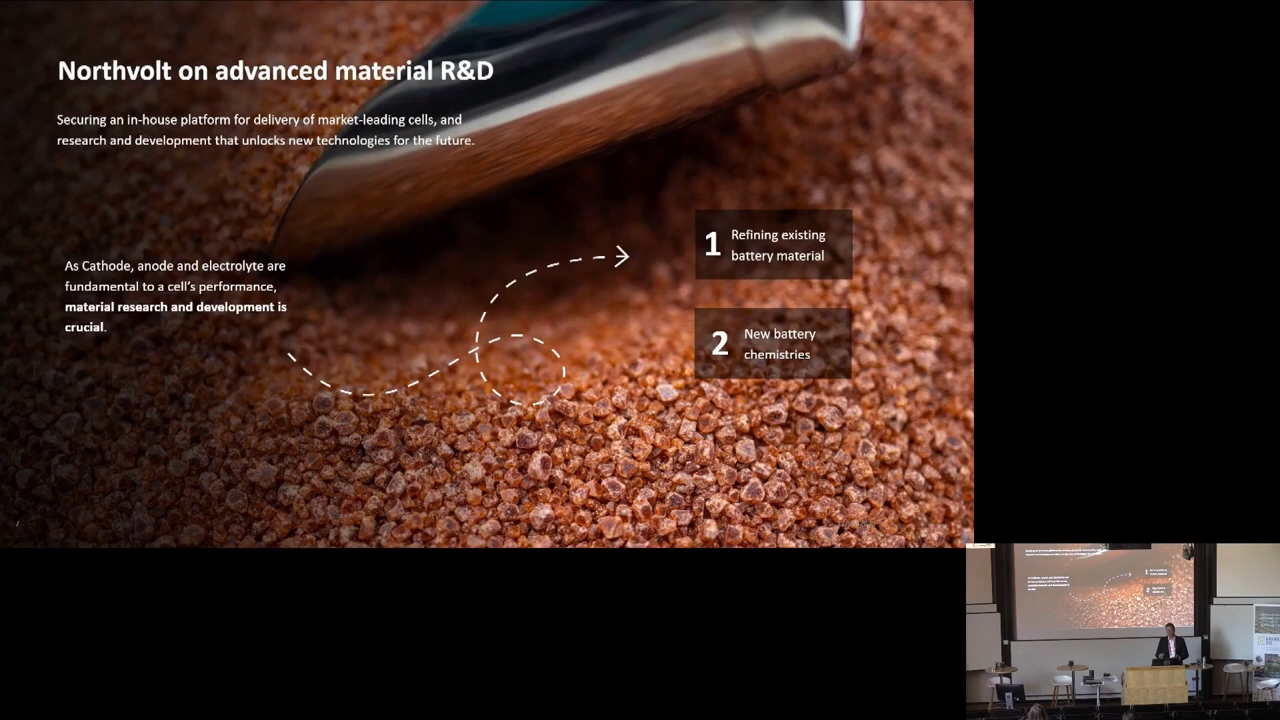 Northvolt on advanced material R&D
Securing an in-house platform for delivery of market-leading cells, and
research and development that unlocks new technologies for the future.
As Cathode, anode and electrolyte are
fundamental to a cell's performance,
material research and development is
crucial.
1 Refining existing
battery material
2 New battery
chemistries